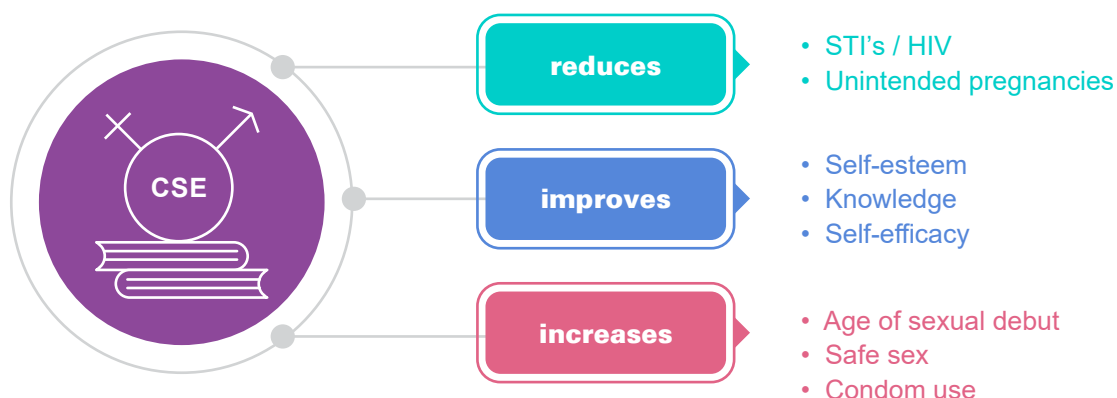 CSE
reduces
• STI's / HIV
• Unintended pregnancies
improves
• Self-esteem
• Knowledge
• Self-efficacy
increases
• Age of sexual debut
• Safe sex
• Condom use